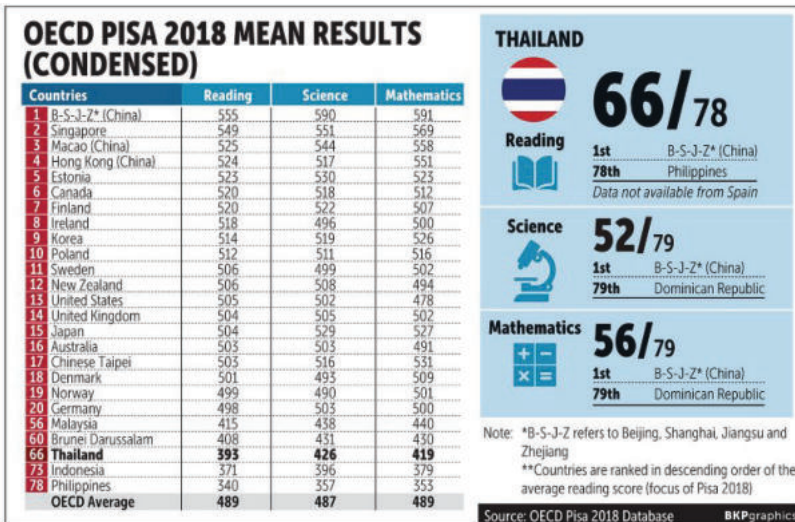 OECD PISA 2018 MEAN RESULTS
(CONDENSED)
Countries Reading Science Mathematics
1 B-S-J-Z* (China) 555 590 591
2 Singapore 549 551 569
3 Macao (China) 525 544 558
4 Hong Kong (China) 524 517 551
5 Estonia 523 530 523
6 Canada 520 518 512
7 Finland 520 522 507
8 Ireland 518 496 500
9 Korea 514 519 526
10 Poland 512 511 516
11 Sweden 506 499 502
12 New Zealand 506 508 494
13 United States 505 502 478
14 United Kingdom 504 505 502
15 Japan 504 529 527
16 Australia 503 503 491
17 Chinese Taipei 503 516 531
18 Denmark 501 493 509
19 Norway 499 490 501
20 Germany 498 503 500
56 Malaysia 415 438 440
60 Brunei Darussalam 408 431 430
66 Thailand 393 426 419
73 Indonesia 371 396 379
78 Philippines 340 357 353
OECD Average 489 487 489
THAILAND
Reading
66/78
1st B-S-J-Z* (China)
78th Philippines
Data not available from Spain
Science
52/79
1st B-S-J-Z* (China)
79th Dominican Republic
Mathematics
56/79
1st B-S-J-Z* (China)
79th Dominican Republic
Note: *B-S-J-Z refers to Beijing, Shanghai, Jiangsu and
Zhejiang
**Countries are ranked in descending order of the
average reading score (focus of Pisa 2018)
Source: OECD Pisa 2018 Database BKPgraphics